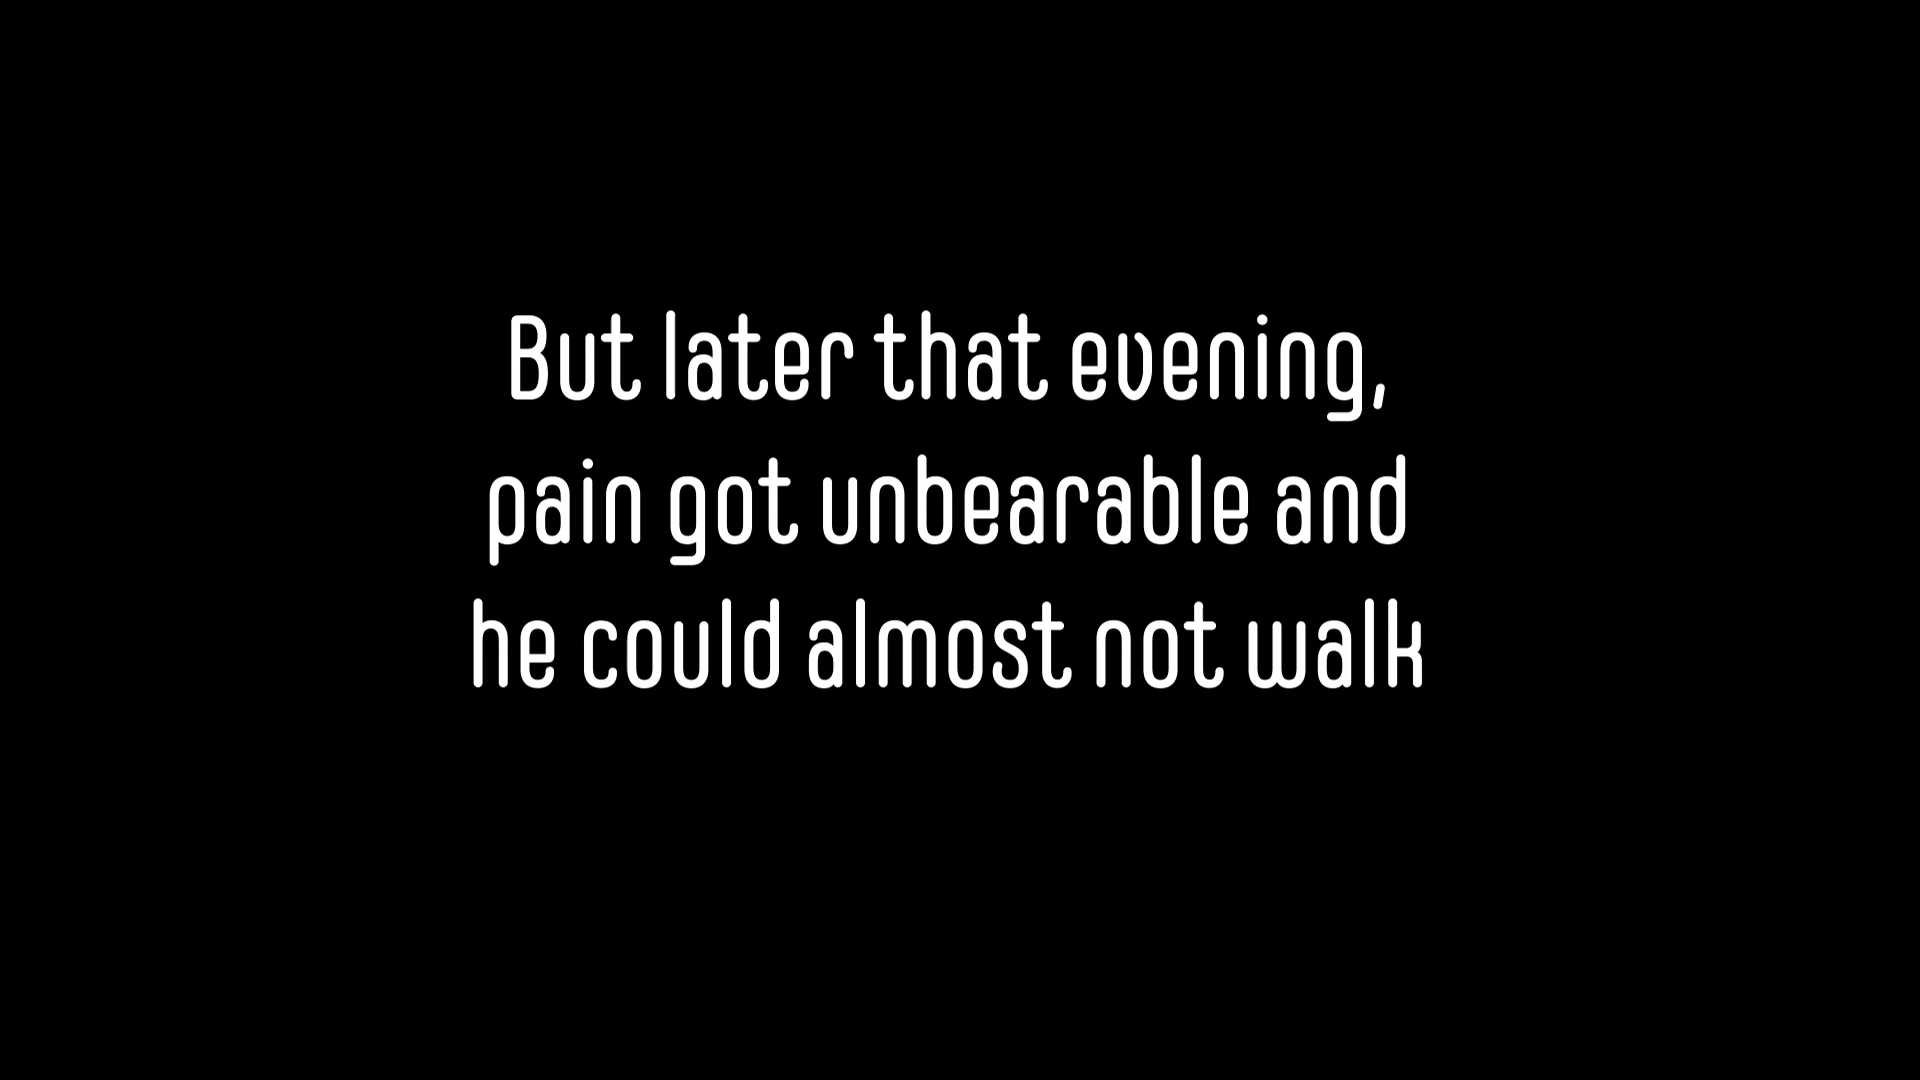 But later that evening,
pain got unbearable and
he could almost not walk